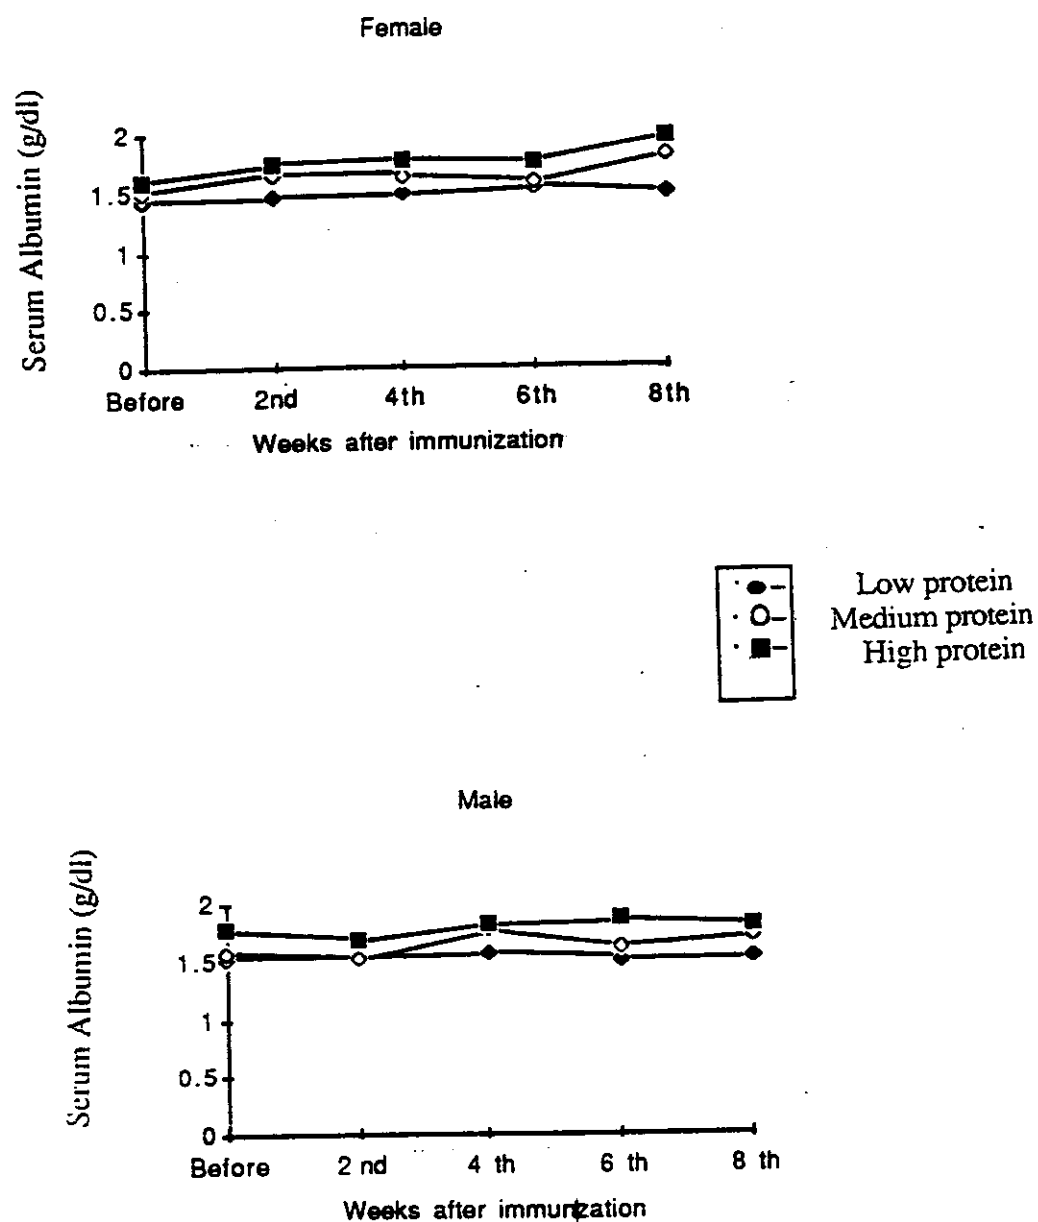 Female
Serum Albumin (g/dl)
2
1.5
1
0.5
0
Before 2nd 4th 6th 8th
Weeks after immunization
Low protein
Medium protein
High protein
Male
Serum Albumin (g/dl)
2
1.5
1
0.5
0
Before 2 nd 4 th 6 th 8 th
Weeks after immunization